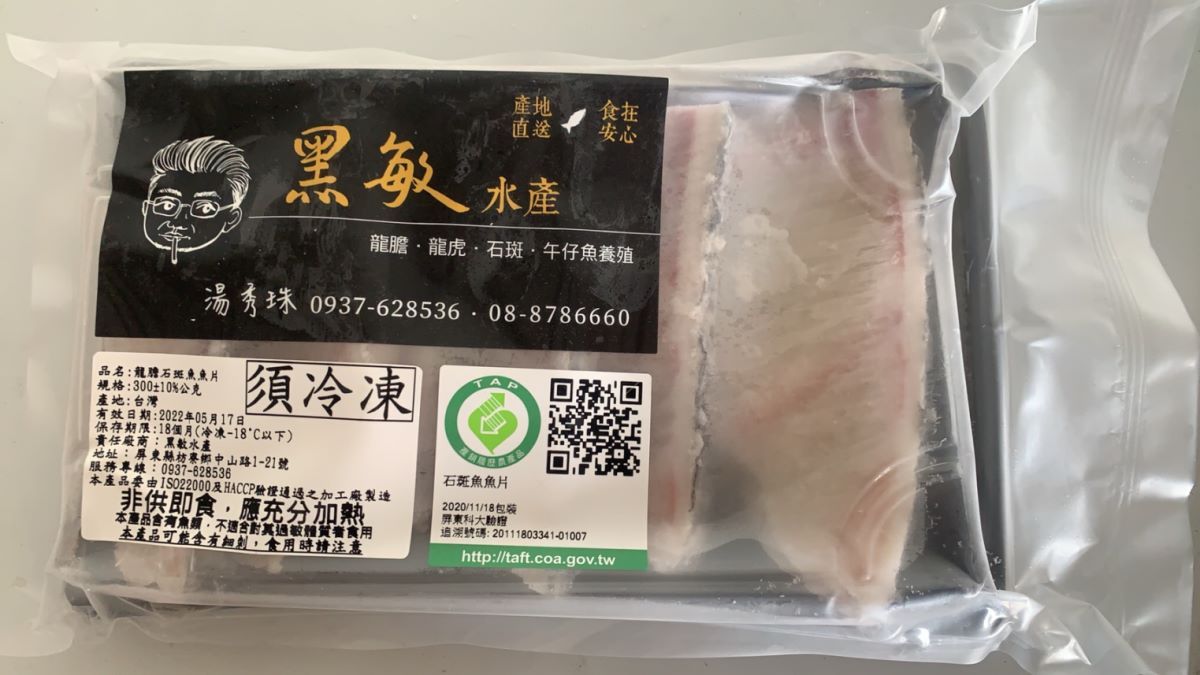 產地
直送
食在
安心
黑敏水產
龍膽·龍虎·石斑·午仔魚養殖
湯秀珠 0937-628536·08-8786660
品名:龍膽石斑魚魚片
規格:300±10%公克
產地:台灣
有效日期:2022年05月17日
保存期限:18個月(冷凍-18°C以下)
責任廠商:黑敏水產
地址:屏東縣枋寮鄉中山路1-21號
服務專線:0937-628536
本產品委由ISO22000及HACCP驗證通過之加工廠製造
非供即食,應充分加熱
本產品含有魚類,不適合對其過敏體質者食用
本產品可能含有細刺,食用時請注意
須冷凍
TAP
產銷履歷農產品
石斑魚魚片
2020/11/18包裝
屏東科大驗證
追溯號碼: 20111803341-01007
http://taft.coa.gov.tw